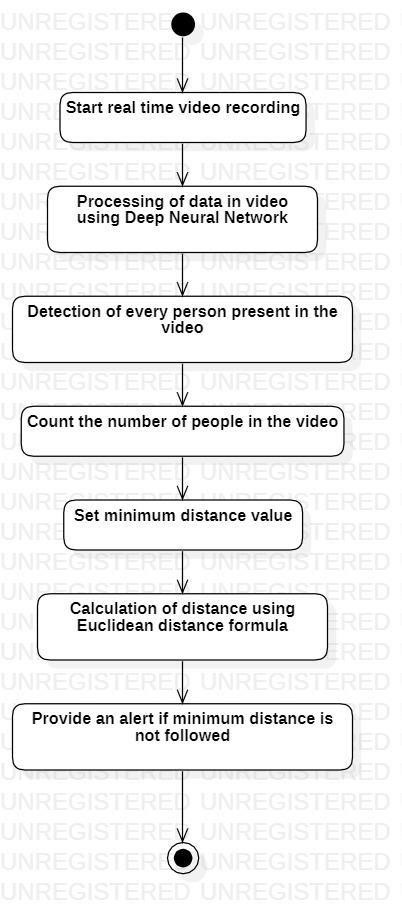 Start real time video recording
Processing of data in video
using Deep Neural Network
Detection of every person present in the
video
Count the number of people in the video
Set minimum distance value
Calculation of distance using
Euclidean distance formula
Provide an alert if minimum distance is
not followed
UNREGISTERED UNREGISTERED